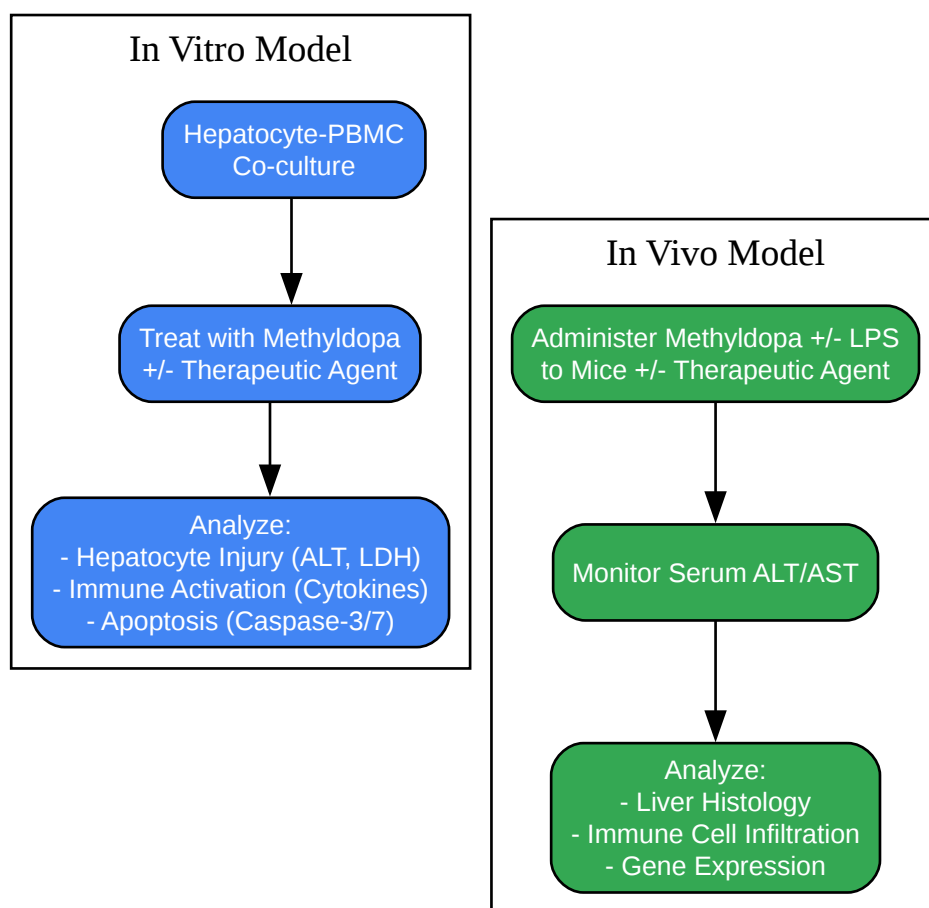 In Vitro Model
Hepatocyte-PBMC
Co-culture
Treat with Methyldopa
+/- Therapeutic Agent
Analyze:
- Hepatocyte Injury (ALT, LDH)
- Immune Activation (Cytokines)
- Apoptosis (Caspase-3/7)
In Vivo Model
Administer Methyldopa +/- LPS
to Mice +/- Therapeutic Agent
Monitor Serum ALT/AST
Analyze:
- Liver Histology
- Immune Cell Infiltration
- Gene Expression